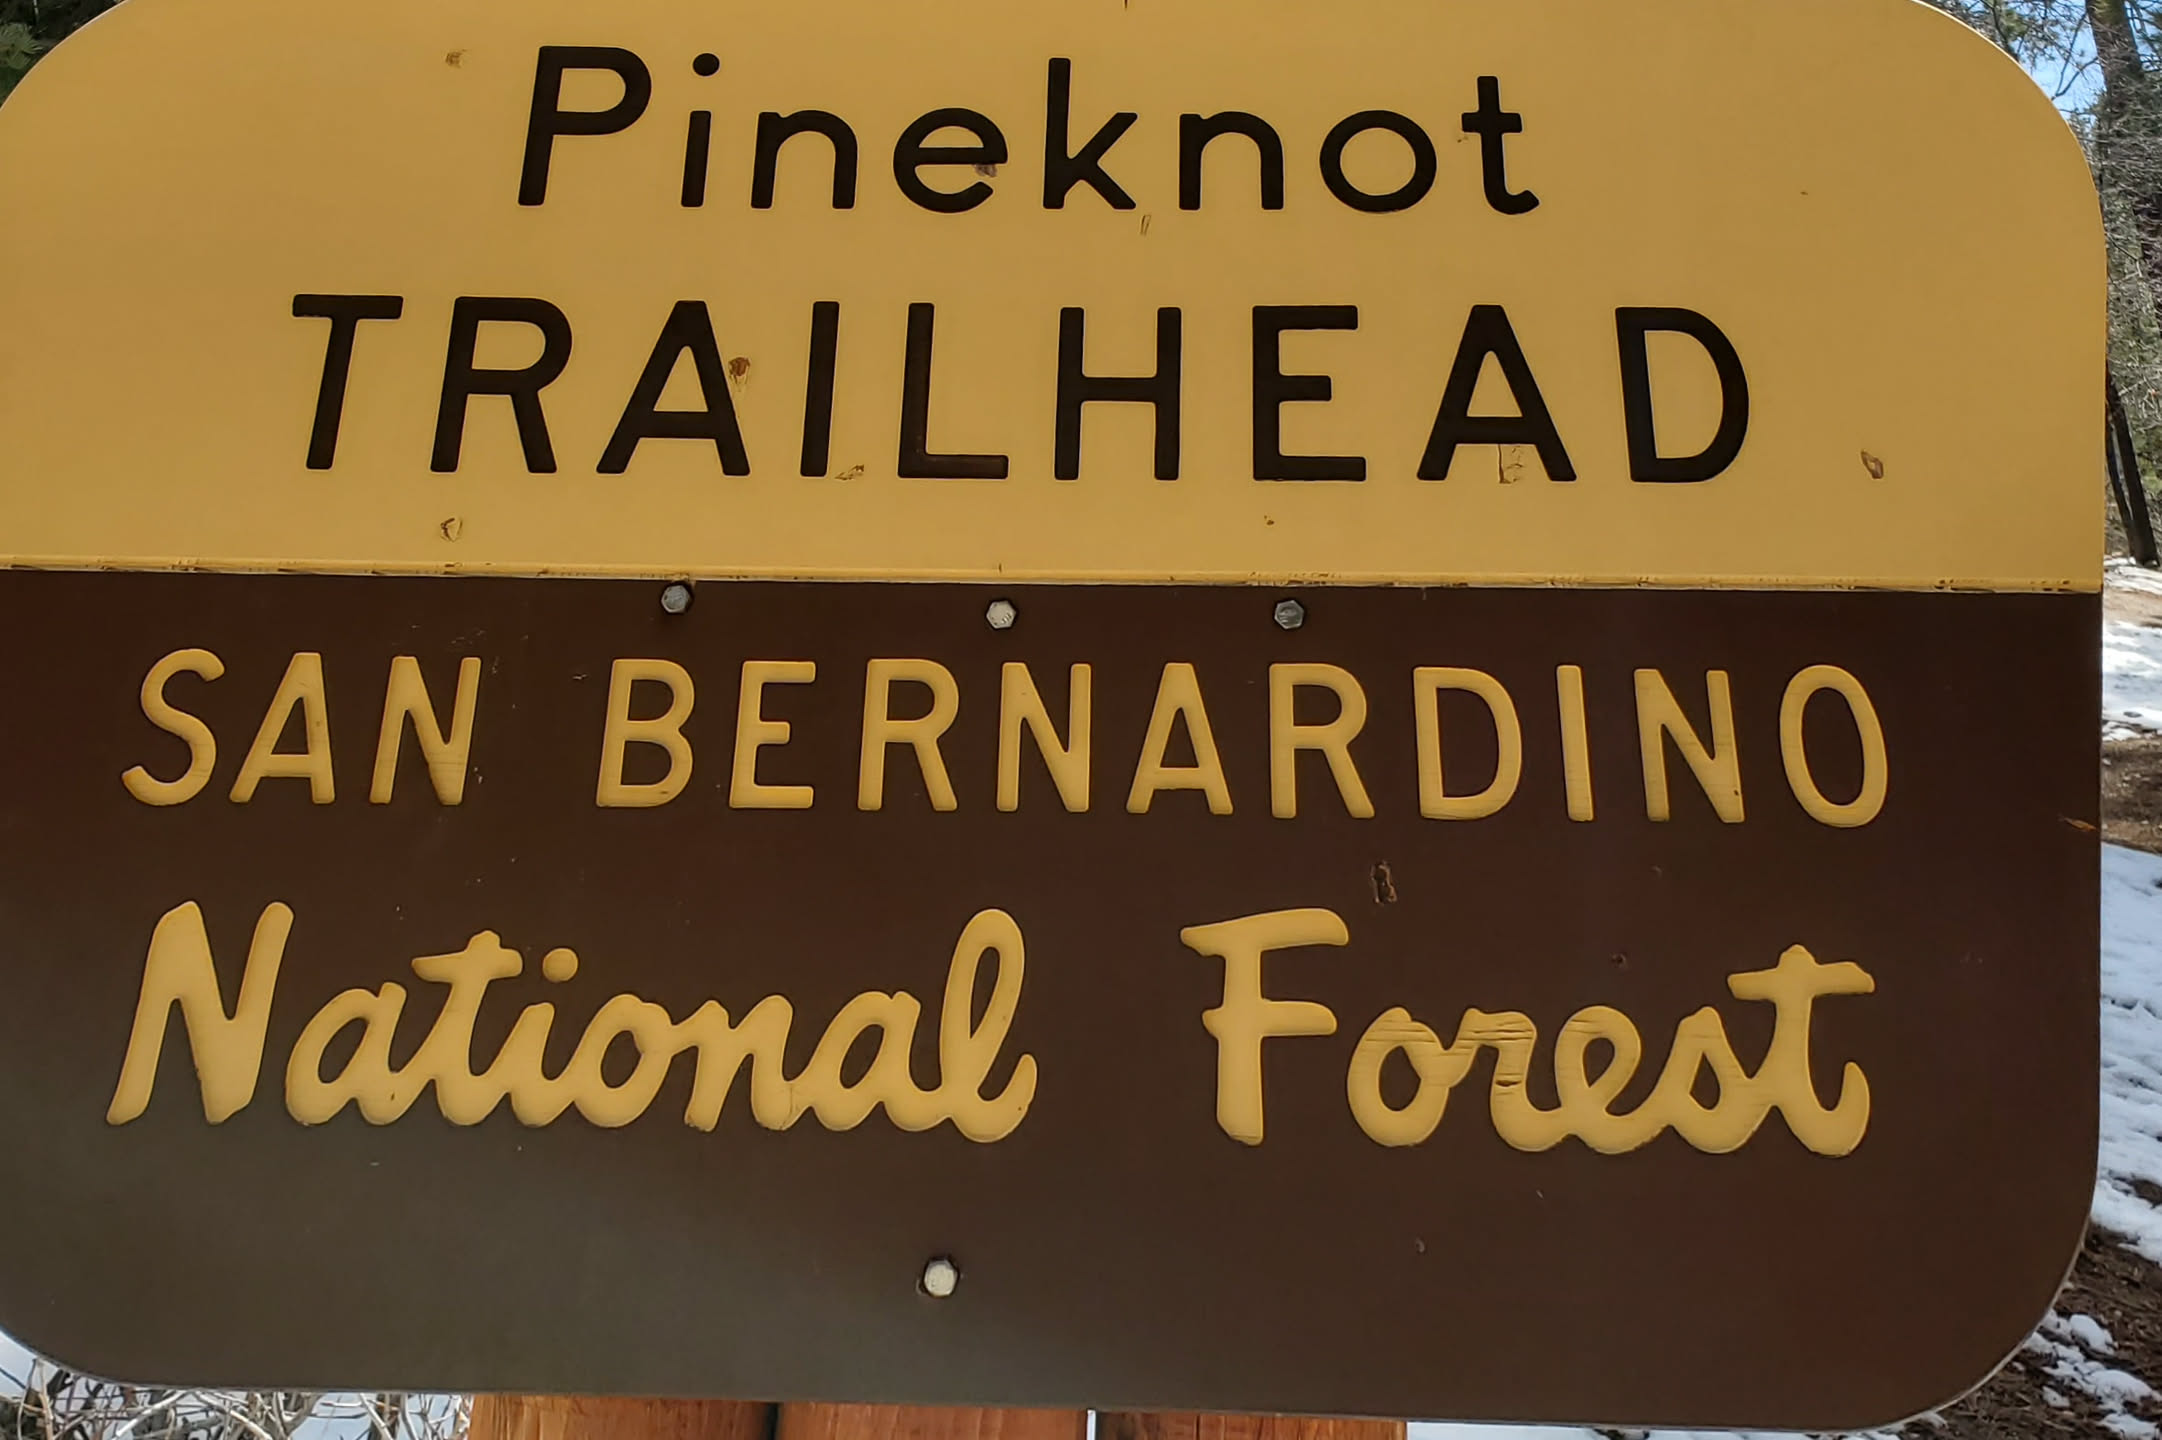 Pineknot
TRAILHEAD
SAN BERNARDINO
National Forest